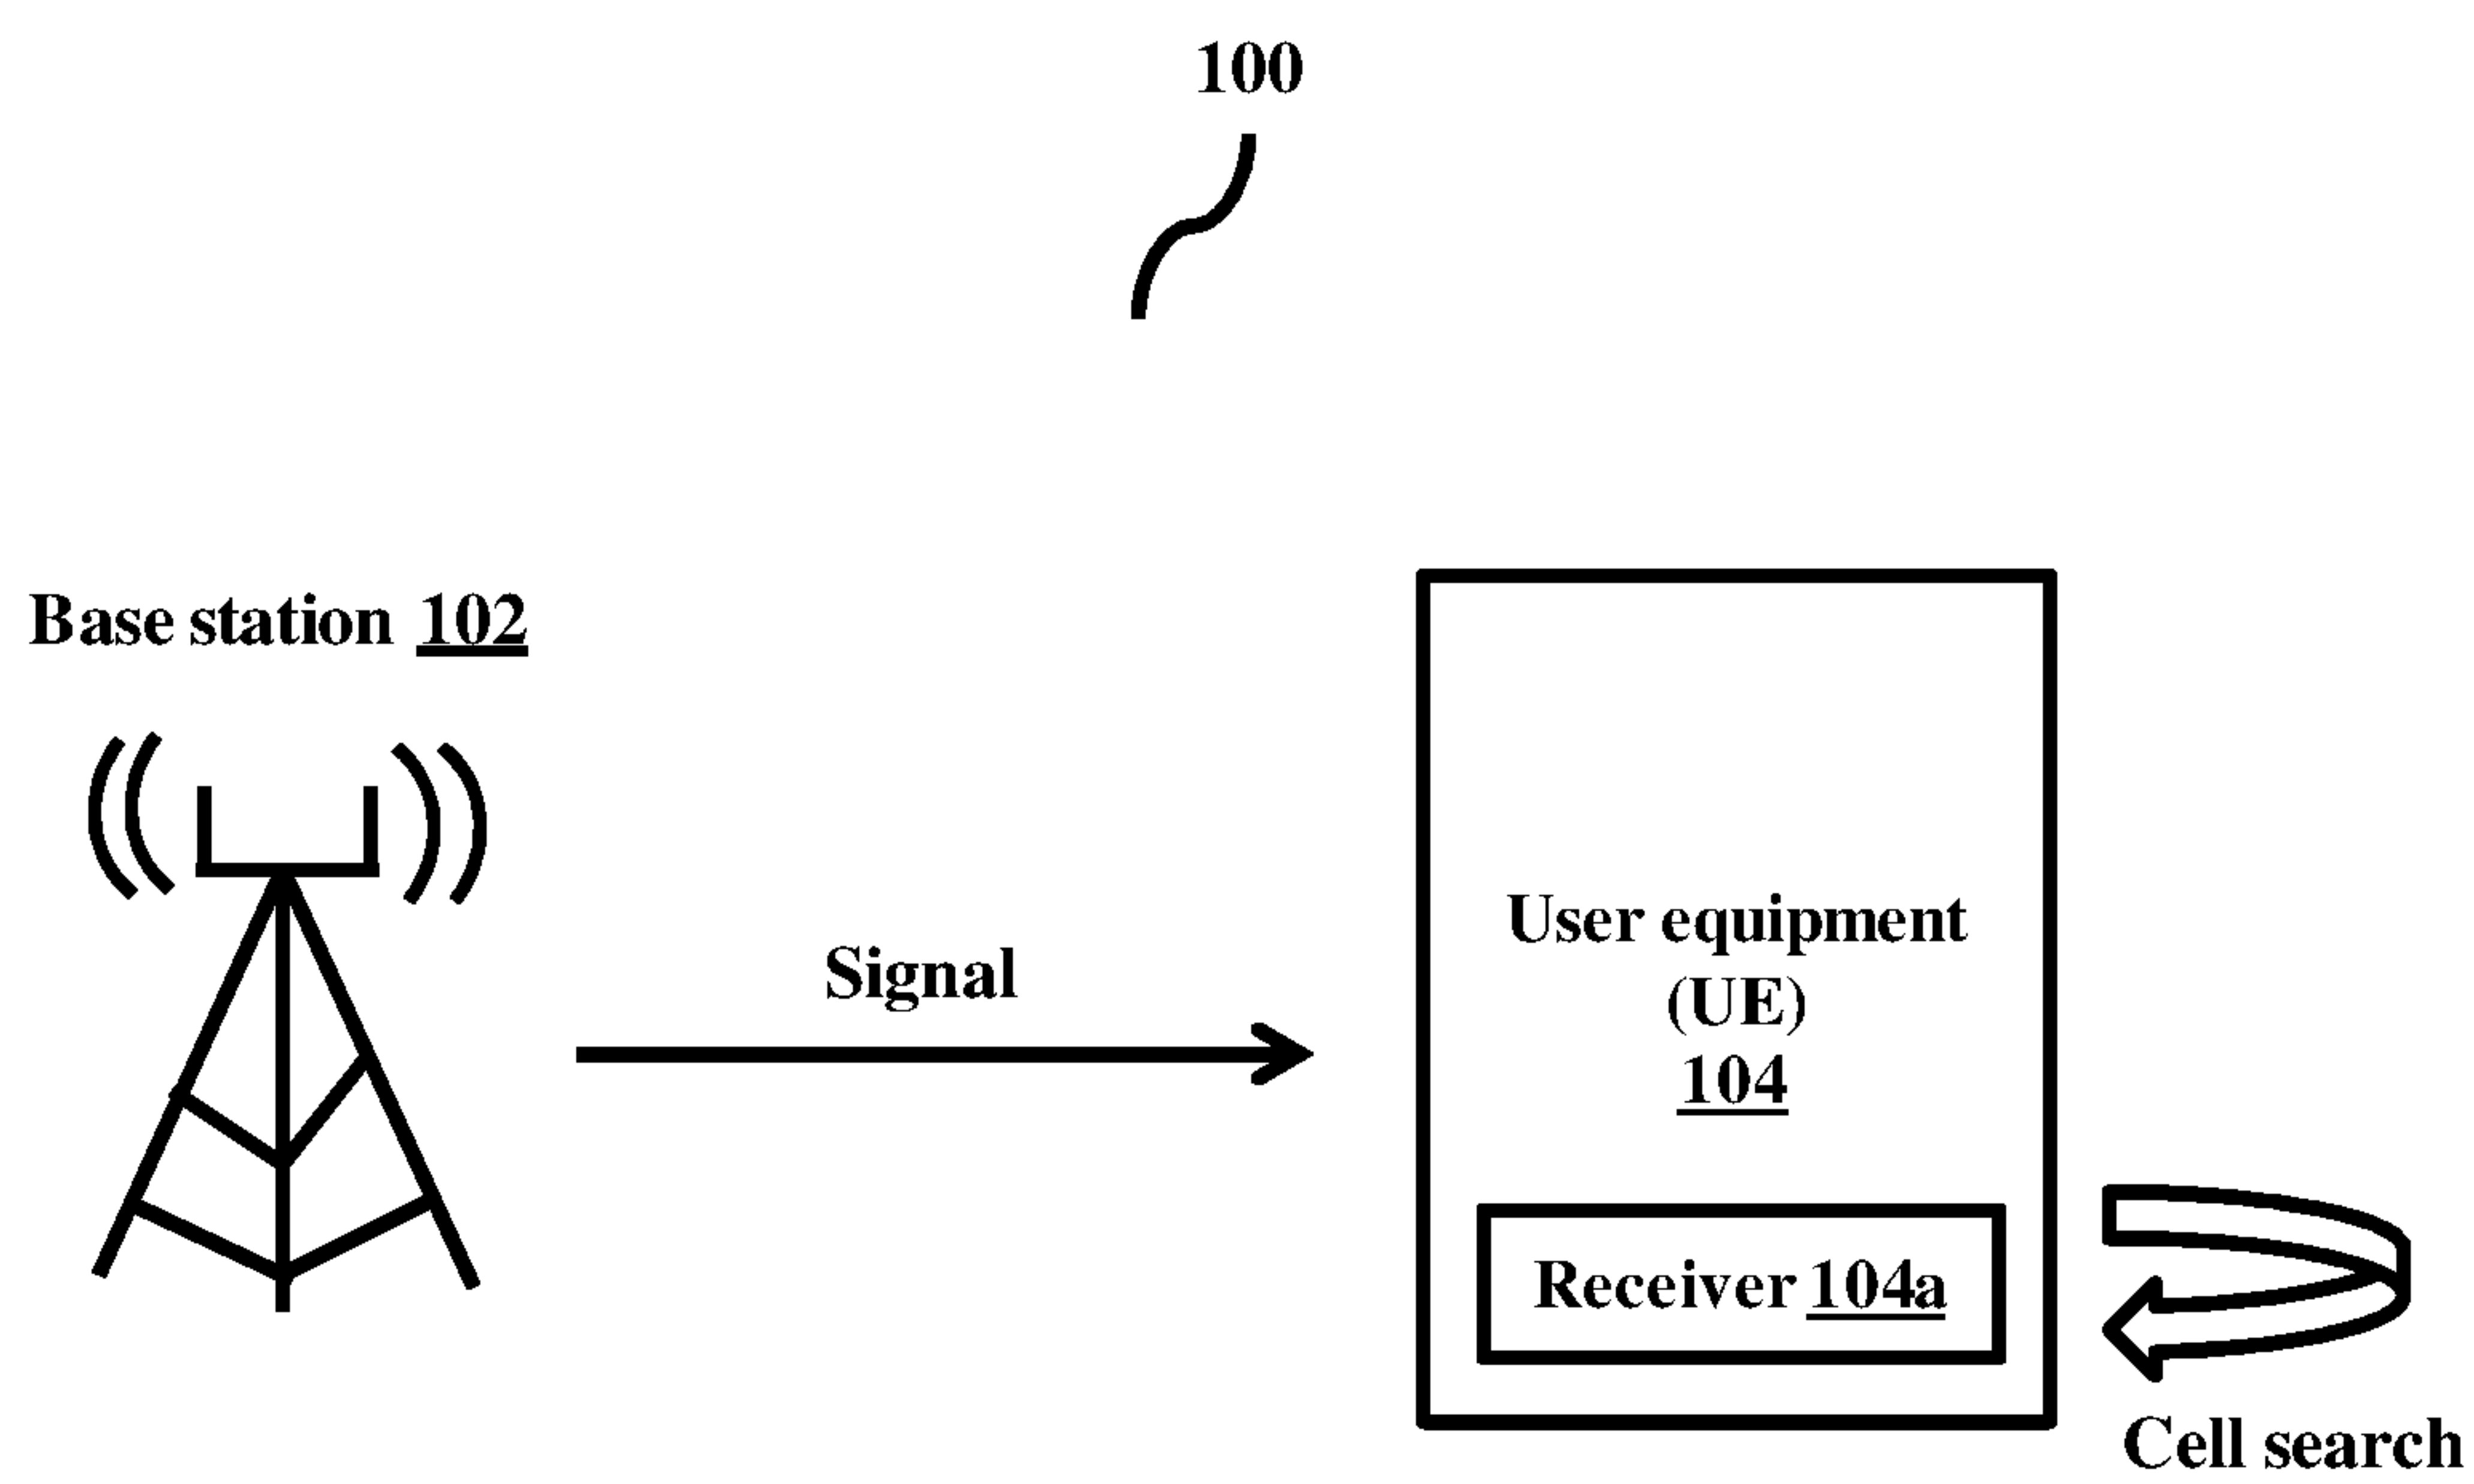 100
Base station 102
Signal
User equipment
(UE)
104
Receiver 104a
Cell search